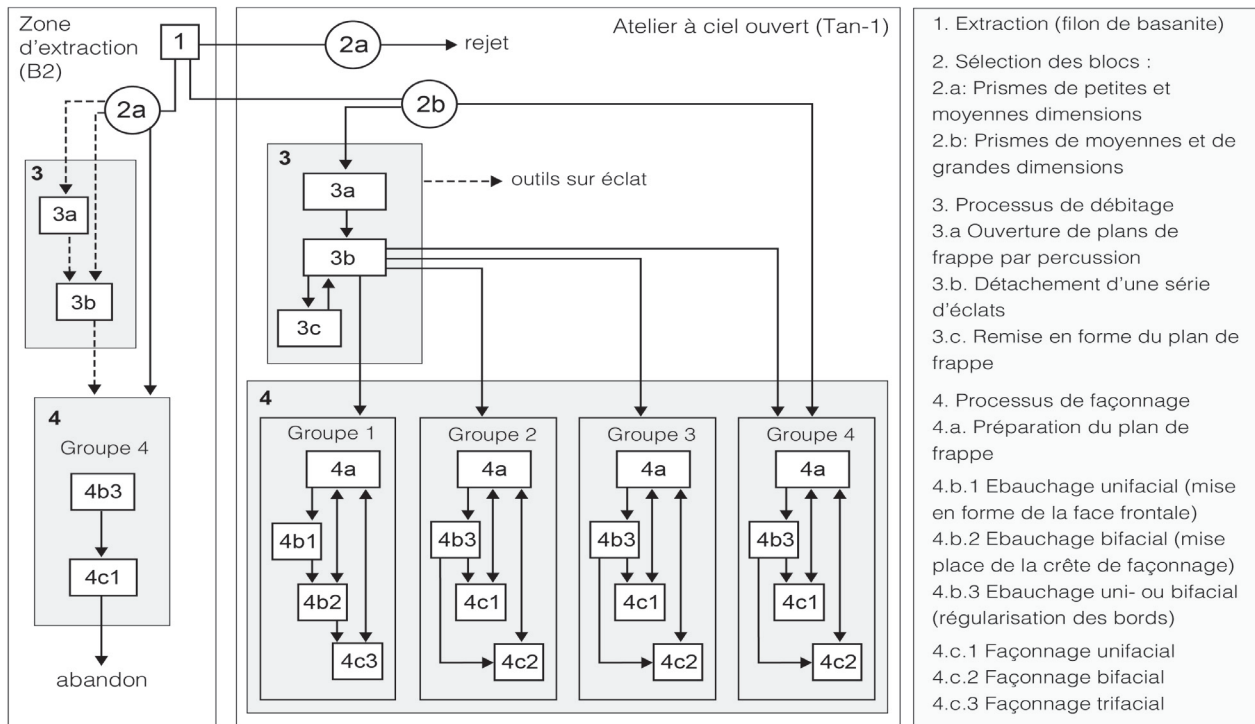 Zone
d'extraction
(B2)
1
2a
rejet
Atelier à ciel ouvert (Tan-1)
2a
2b
3
3a
3b
3
3a
outils sur éclat
3b
3c
4
Groupe 4
4b3
4c1
abandon
4
Groupe 1
4a
4b1
4b2
4c3
Groupe 2
4a
4b3
4c1
4c2
Groupe 3
4a
4b3
4c1
4c2
Groupe 4
4a
4b3
4c1
4c2
1. Extraction (filon de basanite)
2. Sélection des blocs :
2.a: Prismes de petites et
moyennes dimensions
2.b: Prismes de moyennes et de
grandes dimensions
3. Processus de débitage
3.a Ouverture de plans de
frappe par percussion
3.b. Détachement d'une série
d'éclats
3.c. Remise en forme du plan de
frappe
4. Processus de façonnage
4.a. Préparation du plan de
frappe
4.b.1 Ebauchage unifacial (mise
en forme de la face frontale)
4.b.2 Ebauchage bifacial (mise
place de la crête de façonnage)
4.b.3 Ebauchage uni- ou bifacial
(régularisation des bords)
4.c.1 Façonnage unifacial
4.c.2 Façonnage bifacial
4.c.3 Façonnage trifacial